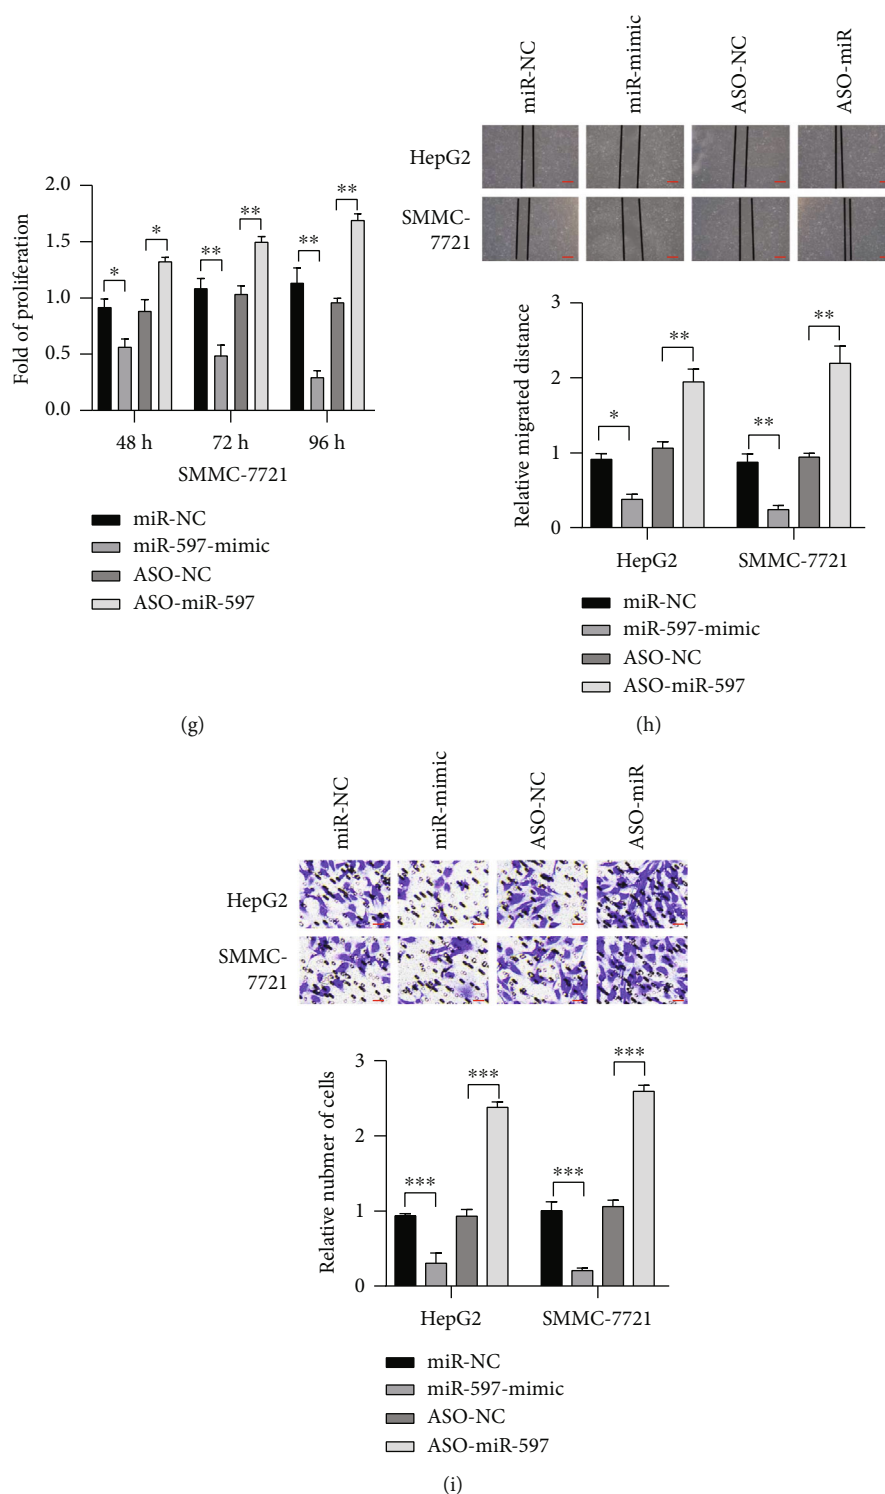 2.0
1.5
1.0
0.5
0.0
Fold of proliferation
* * ** ** ** **
48 h 72 h 96 h
SMMC-7721
miR-NC
miR-597-mimic
ASO-NC
ASO-miR-597
(g)
miR-NC miR-mimic ASO-NC ASO-miR
HepG2
SMMC-
7721
3
2
1
0
Relative migrated distance
* ** ** **
HepG2 SMMC-7721
miR-NC
miR-597-mimic
ASO-NC
ASO-miR-597
(h)
miR-NC miR-mimic ASO-NC ASO-miR
HepG2
SMMC-
7721
3
2
1
0
Relative nubmer of cells
*** *** *** ***
HepG2 SMMC-7721
miR-NC
miR-597-mimic
ASO-NC
ASO-miR-597
(i)